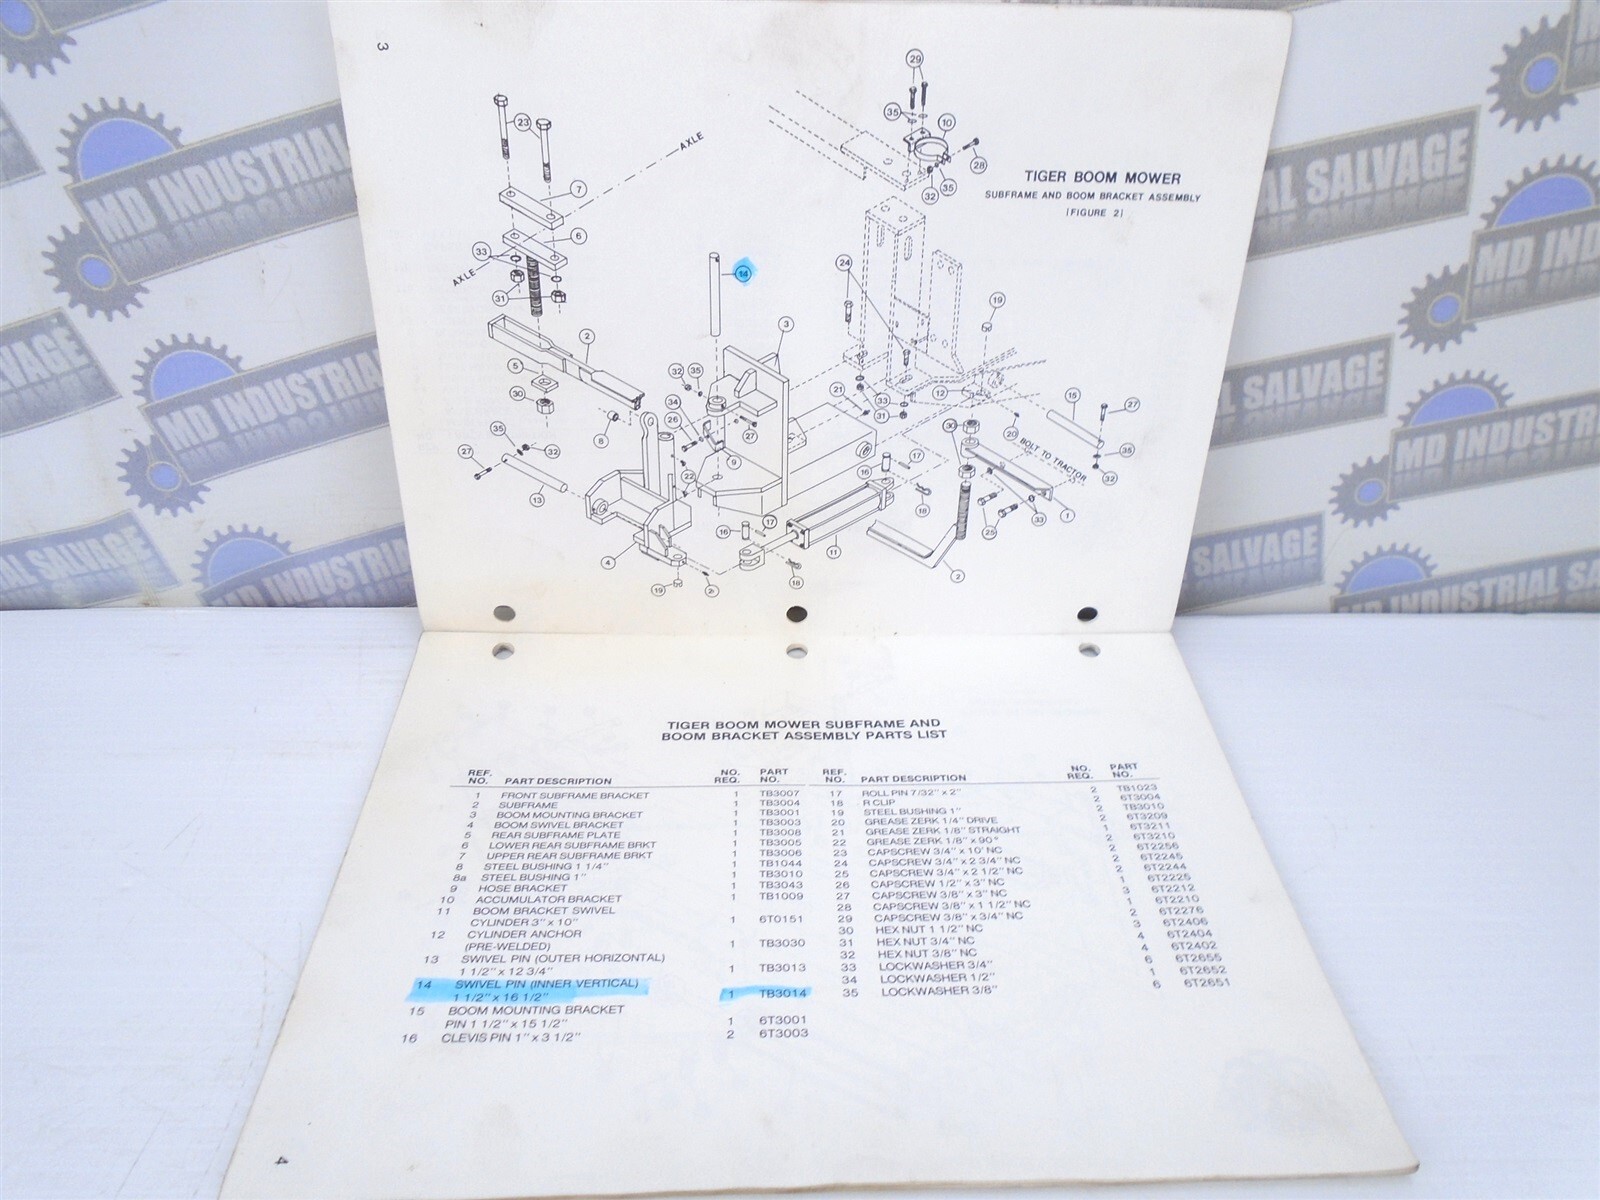 3
TIGER BOOM MOWER
SUBFRAME AND BOOM BRACKET ASSEMBLY
(FIGURE 2)
AXLE
AXLE
BOLT TO TRACTOR
TIGER BOOM MOWER SUBFRAME AND
BOOM BRACKET ASSEMBLY PARTS LIST
REF. NO. PART DESCRIPTION NO. REQ. PART NO.
1 FRONT SUBFRAME BRACKET 1 TB3007
2 SUBFRAME 1 TB3004
3 BOOM MOUNTING BRACKET 1 TB3001
4 BOOM SWIVEL BRACKET 1 TB3003
5 REAR SUBFRAME PLATE 1 TB3008
6 LOWER REAR SUBFRAME BRKT 1 TB3005
7 UPPER REAR SUBFRAME BRKT 1 TB3006
8 STEEL BUSHING 1 1/4" 1 TB1044
8a STEEL BUSHING 1" 1 TB3010
9 HOSE BRACKET 1 TB3043
10 ACCUMULATOR BRACKET 1 TB1009
11 BOOM BRACKET SWIVEL
CYLINDER 3" x 10" 1 6T0151
12 CYLINDER ANCHOR
(PRE-WELDED) 1 TB3030
13 SWIVEL PIN (OUTER HORIZONTAL)
1 1/2" x 12 3/4" 1 TB3013
14 SWIVEL PIN (INNER VERTICAL)
1 1/2" x 16 1/2" 1 TB3014
15 BOOM MOUNTING BRACKET
PIN 1 1/2" x 15 1/2" 1 6T3001
16 CLEVIS PIN 1" x 3 1/2" 2 6T3003
REF. NO. PART DESCRIPTION NO. REQ. PART NO.
17 ROLL PIN 7/32" x 2" 2 TB1023
18 R CLIP 2 6T3004
19 STEEL BUSHING 1" 2 TB3010
20 GREASE ZERK 1/4" DRIVE 2 6T3209
21 GREASE ZERK 1/8" STRAIGHT 1 6T3211
22 GREASE ZERK 1/8" x 90° 2 6T3210
23 CAPSCREW 3/4" x 10' NC 2 6T2256
24 CAPSCREW 3/4" x 2 3/4" NC 2 6T2245
25 CAPSCREW 3/4" x 2 1/2" NC 2 6T2244
26 CAPSCREW 1/2" x 3" NC 1 6T2225
27 CAPSCREW 3/8" x 3" NC 3 6T2212
28 CAPSCREW 3/8" x 1 1/2" NC 1 6T2210
29 CAPSCREW 3/8" x 3/4" NC 2 6T2276
30 HEX NUT 1 1/2" NC 3 6T2406
31 HEX NUT 3/4" NC 4 6T2404
32 HEX NUT 3/8" NC 4 6T2402
33 LOCKWASHER 3/4" 6 6T2655
34 LOCKWASHER 1/2" 1 6T2652
35 LOCKWASHER 3/8" 6 6T2651
4
MD INDUSTRIAL SALVAGE